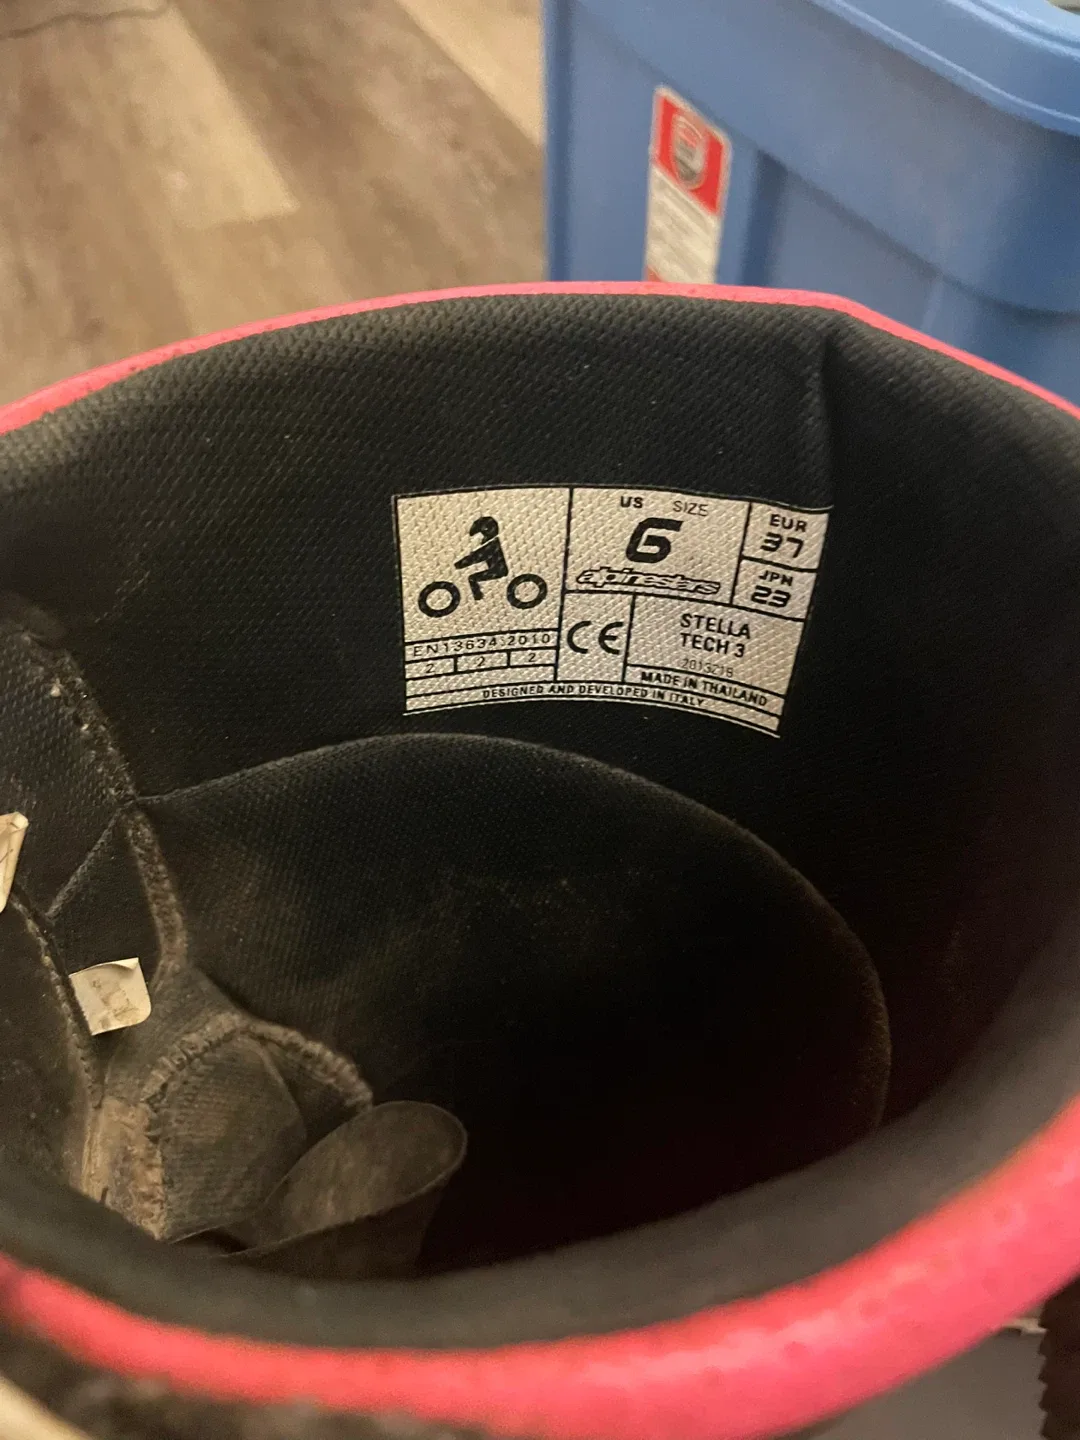 US SIZE
6
alpinestars
EUR
37
JPN
23
EN13634:2010
2 2 2
CE
STELLA
TECH 3
MADE IN THAILAND
DESIGNED AND DEVELOPED IN ITALY